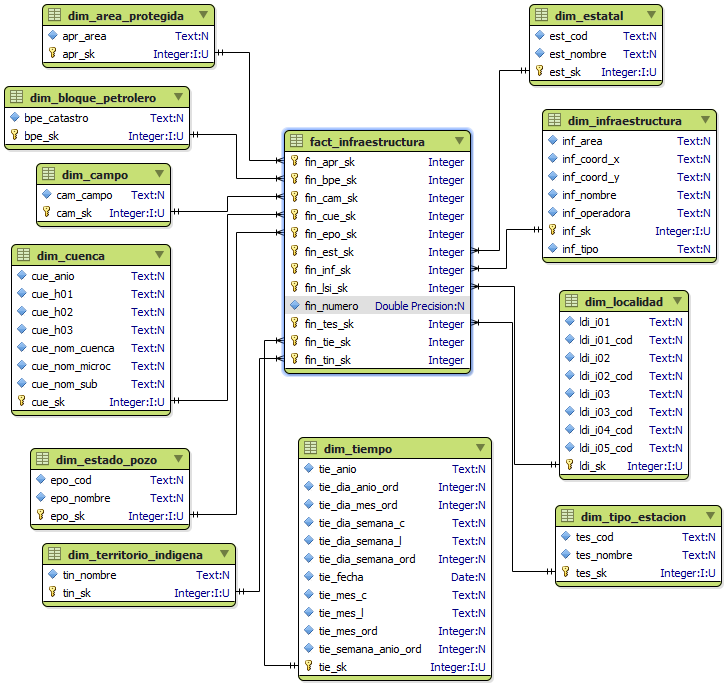 dim_area_protegida
apr_area Text:N
apr_sk Integer:I:U
dim_bloque_petrolero
bpe_catastro Text:N
bpe_sk Integer:I:U
dim_campo
cam_campo Text:N
cam_sk Integer:I:U
dim_cuenca
cue_anio Text:N
cue_h01 Text:N
cue_h02 Text:N
cue_h03 Text:N
cue_nom_cuenca Text:N
cue_nom_microc Text:N
cue_nom_sub Text:N
cue_sk Integer:I:U
dim_estado_pozo
epo_cod Text:N
epo_nombre Text:N
epo_sk Integer:I:U
dim_territorio_indigena
tin_nombre Text:N
tin_sk Integer:I:U
fact_infraestructura
fin_apr_sk Integer
fin_bpe_sk Integer
fin_cam_sk Integer
fin_cue_sk Integer
fin_epo_sk Integer
fin_est_sk Integer
fin_inf_sk Integer
fin_lsi_sk Integer
fin_numero Double Precision:N
fin_tes_sk Integer
fin_tie_sk Integer
fin_tin_sk Integer
dim_tiempo
tie_anio Text:N
tie_dia_anio_ord Integer:N
tie_dia_mes_ord Integer:N
tie_dia_semana_c Text:N
tie_dia_semana_l Text:N
tie_dia_semana_ord Integer:N
tie_fecha Date:N
tie_mes_c Text:N
tie_mes_l Text:N
tie_mes_ord Integer:N
tie_semana_anio_ord Integer:N
tie_sk Integer:I:U
dim_estatal
est_cod Text:N
est_nombre Text:N
est_sk Integer:I:U
dim_infraestructura
inf_area Text:N
inf_coord_x Text:N
inf_coord_y Text:N
inf_nombre Text:N
inf_operadora Text:N
inf_sk Integer:I:U
inf_tipo Text:N
dim_localidad
ldi_i01 Text:N
ldi_i01_cod Text:N
ldi_i02 Text:N
ldi_i02_cod Text:N
ldi_i03 Text:N
ldi_i03_cod Text:N
ldi_i04_cod Text:N
ldi_i05_cod Text:N
ldi_sk Integer:I:U
dim_tipo_estacion
tes_cod Text:N
tes_nombre Text:N
tes_sk Integer:I:U